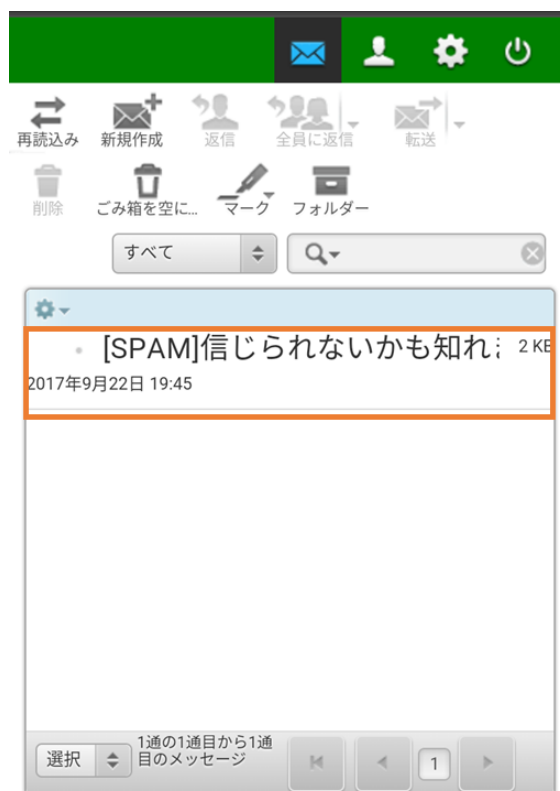 再読込み 新規作成 返信 全員に返信 転送
削除 ごみ箱を空に... マーク フォルダー
すべて
[SPAM]信じられないかも知れ 2 KB
2017年9月22日 19:45
選択 1通の1通目から1通
目のメッセージ 1